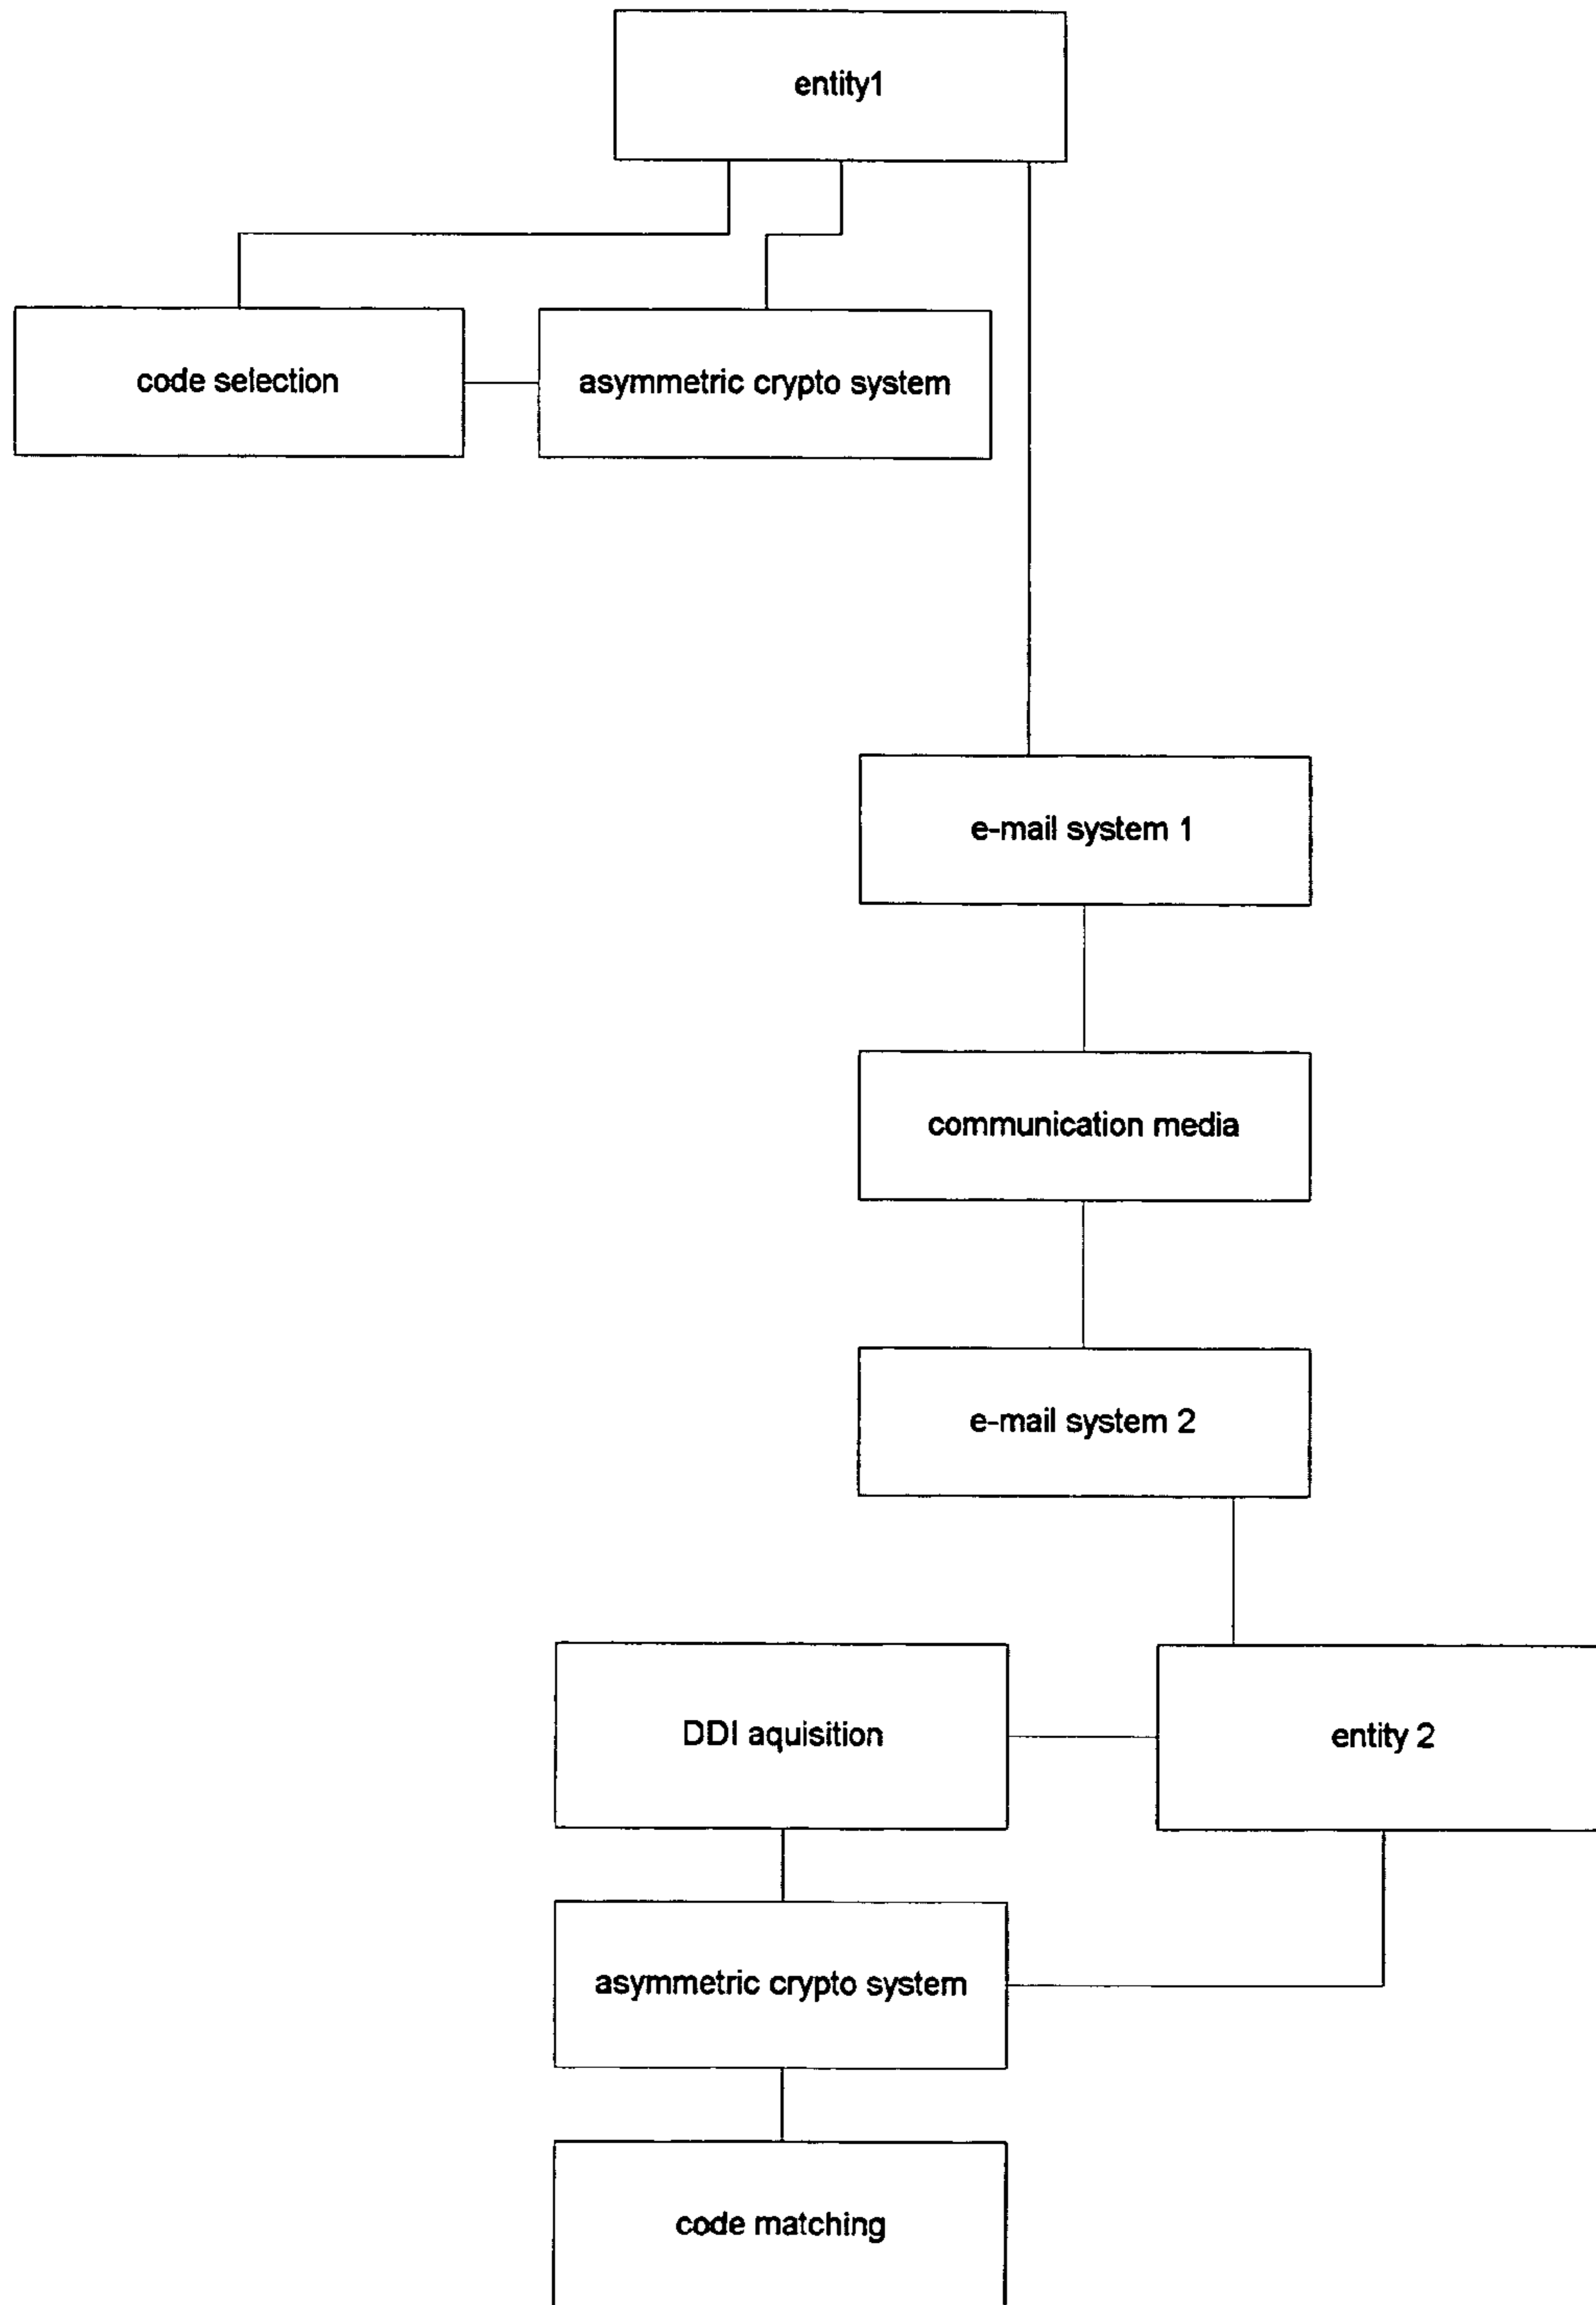 entity1
code selection
asymmetric crypto system
e-mail system 1
communication media
e-mail system 2
DDI aquisition
entity 2
asymmetric crypto system
code matching